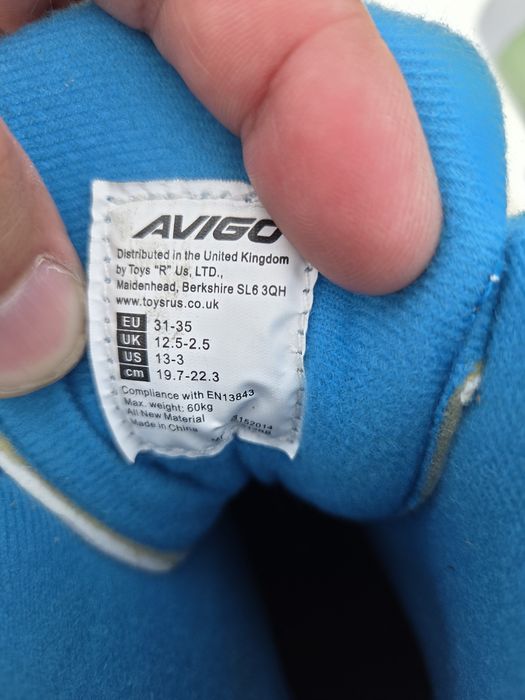 AVIGO
Distributed in the United Kingdom
by Toys "R" Us, LTD.,
Maidenhead, Berkshire SL6 3QH
www.toysrus.co.uk
EU 31-35
UK 12.5-2.5
US 13-3
cm 19.7-22.3
Compliance with EN13843
Max. weight: 60kg
All New Material
Made in China